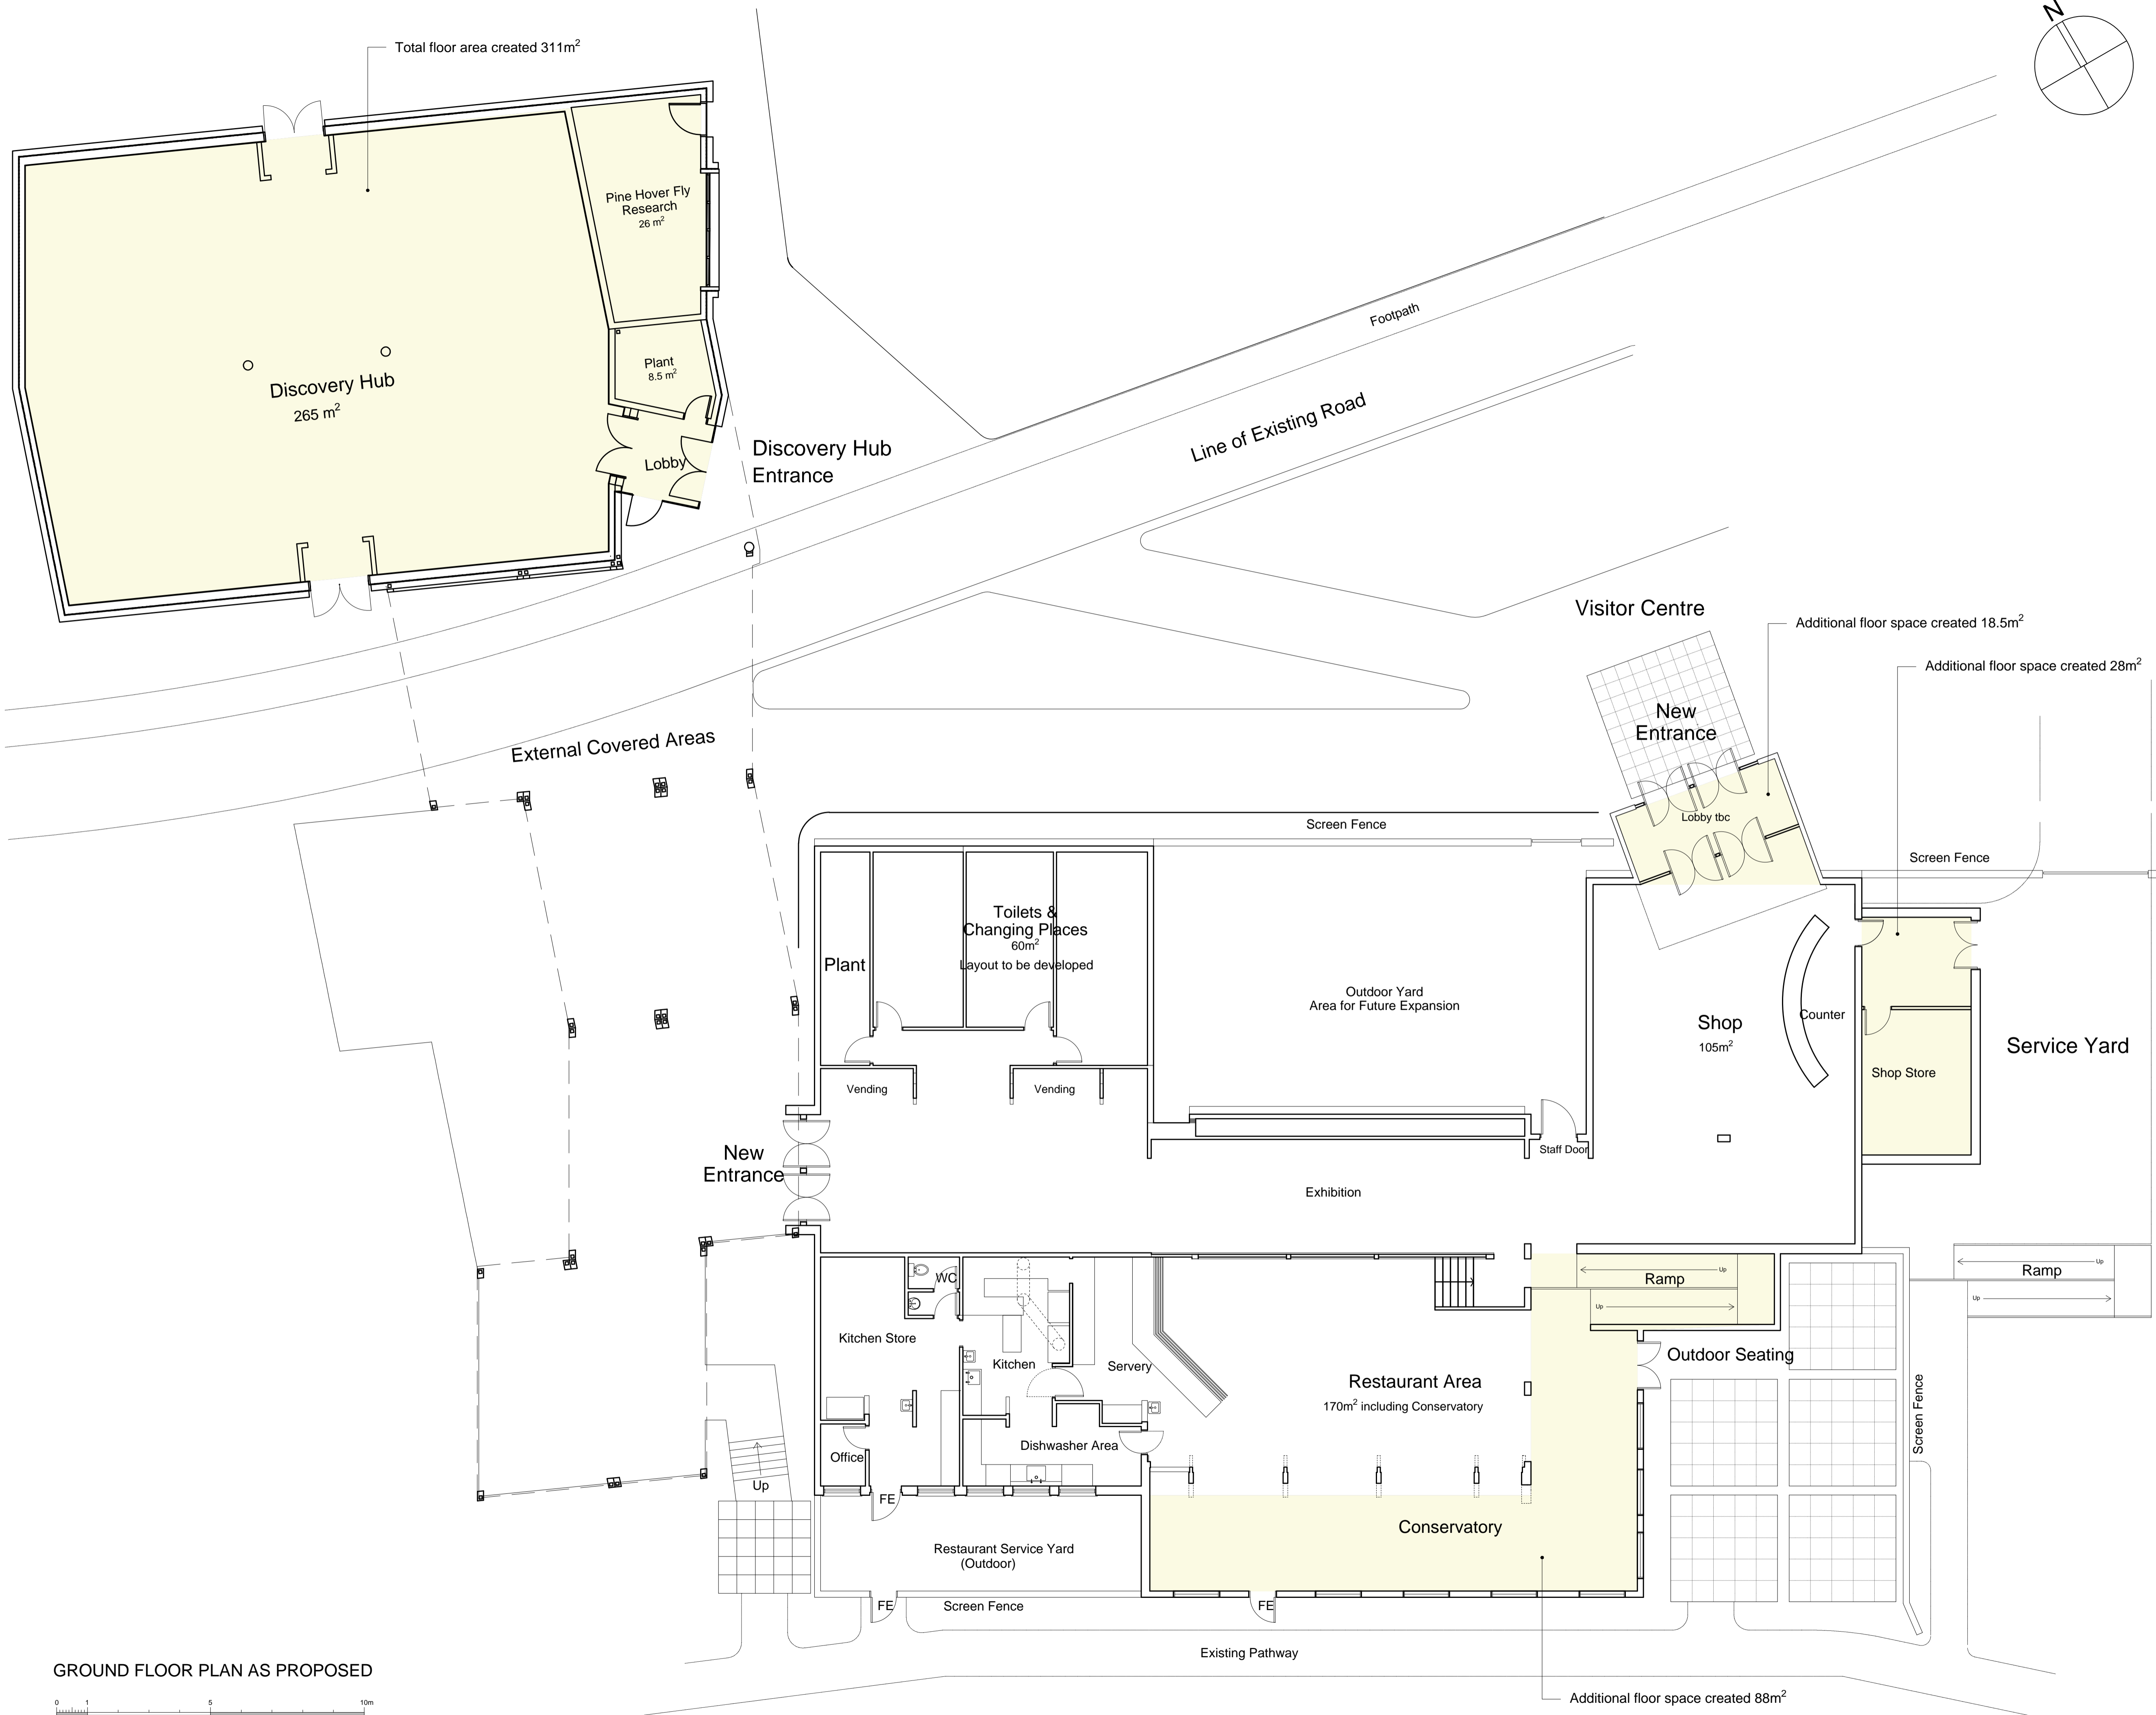 N
Total floor area created 311m²
Pine Hover Fly
Research
26 m²
Plant
8.5 m²
Discovery Hub
265 m²
Lobby
Discovery Hub
Entrance
Footpath
Line of Existing Road
Visitor Centre
Additional floor space created 18.5m²
Additional floor space created 28m²
New
Entrance
Lobby tbc
External Covered Areas
Screen Fence
Screen Fence
Toilets &
Changing Places
60m²
Layout to be developed
Plant
Outdoor Yard
Area for Future Expansion
Shop
105m²
Counter
Shop Store
Service Yard
Vending
Vending
New
Entrance
Staff Door
Exhibition
Ramp
Up
Up
Ramp
Up
Up
WC
Kitchen Store
Kitchen
Servery
Restaurant Area
170m² including Conservatory
Outdoor Seating
Screen Fence
Office
Dishwasher Area
Up
FE
Conservatory
Restaurant Service Yard
(Outdoor)
FE
Screen Fence
FE
Existing Pathway
Additional floor space created 88m²
GROUND FLOOR PLAN AS PROPOSED
0 1 5 10m